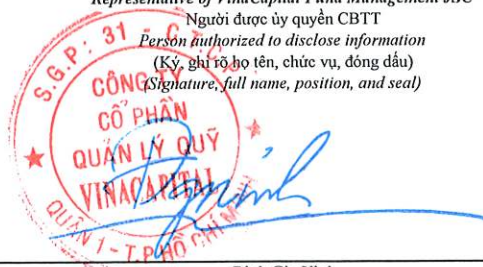 Representative of VinaCapital Fund Management JSC
Người được ủy quyền CBTT
Person authorized to disclose information
(Ký, ghi rõ họ tên, chức vụ, đóng dấu)
(Signature, full name, position, and seal)
S.G.P: 31 - C.T.C.P
CÔNG TY
CỔ PHẦN
QUẢN LÝ QUỸ
VINACAPITAL
QUẬN 1 - T.P HỒ CHÍ MINH